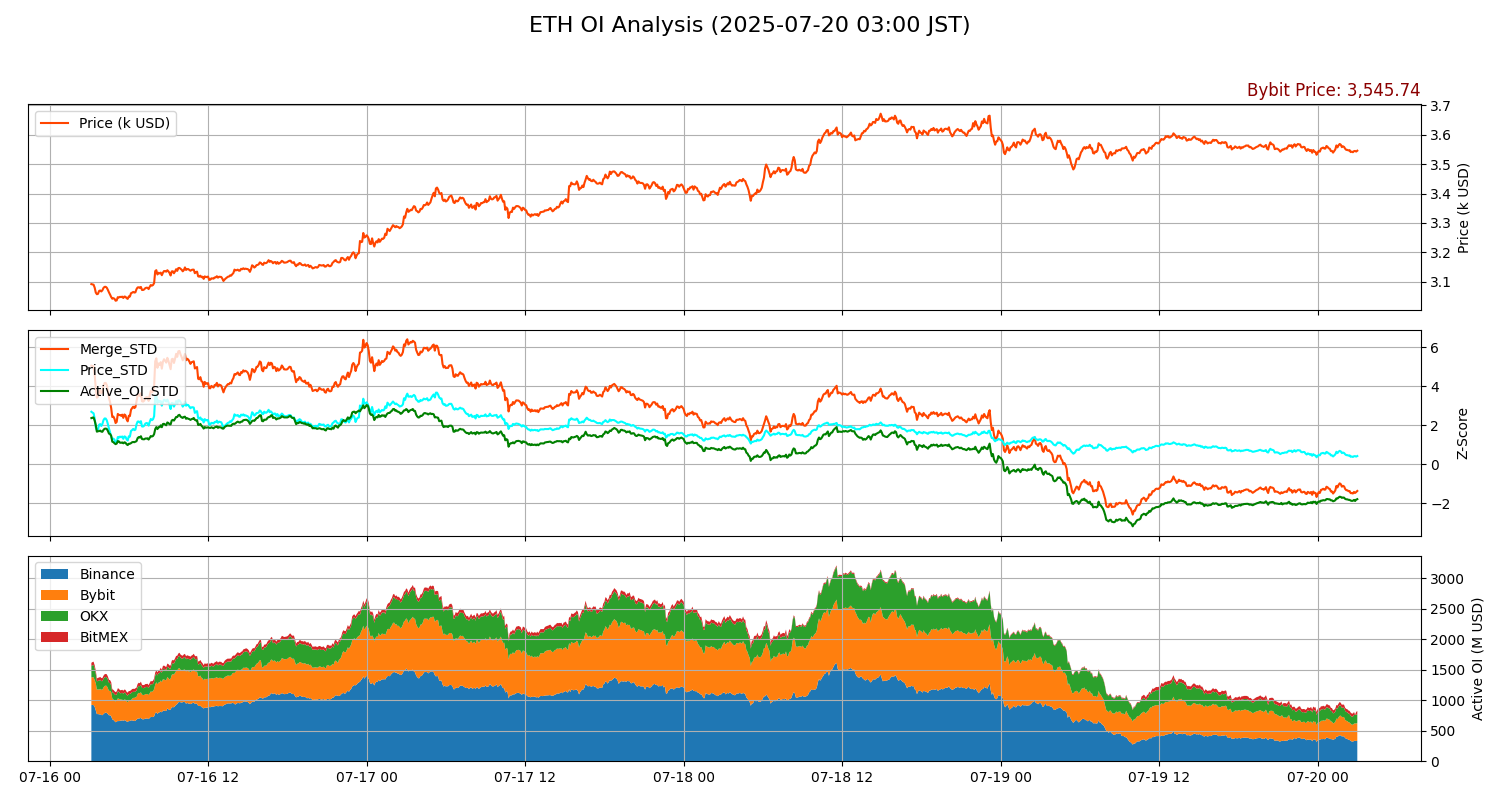 ETH OI Analysis (2025-07-20 03:00 JST)
Bybit Price: 3,545.74
Price (k USD)
3.7
3.6
3.5
3.4
3.3
3.2
3.1
Price (k USD)
Merge_STD
Price_STD
Active_OI_STD
6
4
2
0
−2
Z-Score
Binance
Bybit
OKX
BitMEX
3000
2500
2000
1500
1000
500
0
Active OI (M USD)
07-16 00
07-16 12
07-17 00
07-17 12
07-18 00
07-18 12
07-19 00
07-19 12
07-20 00